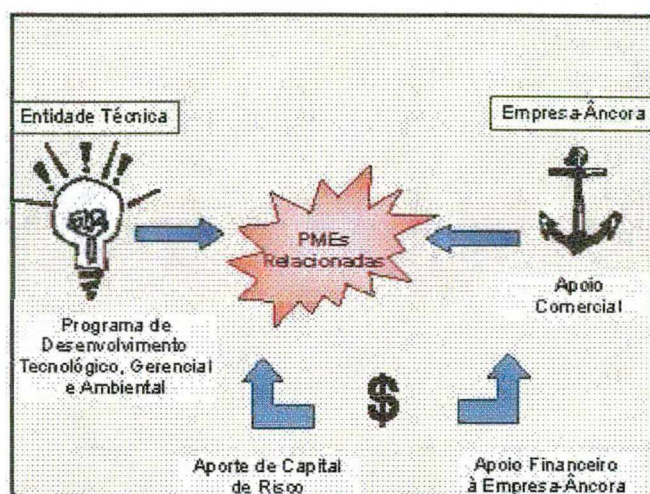 Entidade Técnica
Empresa-Âncora
PMEs
Relacionadas
Apoio
Comercial
Programa de
Desenvolvimento
Tecnológico, Gerencial
e Ambiental
$
Aporte de Capital
de Risco
Apoio Financeiro
à Empresa-Âncora